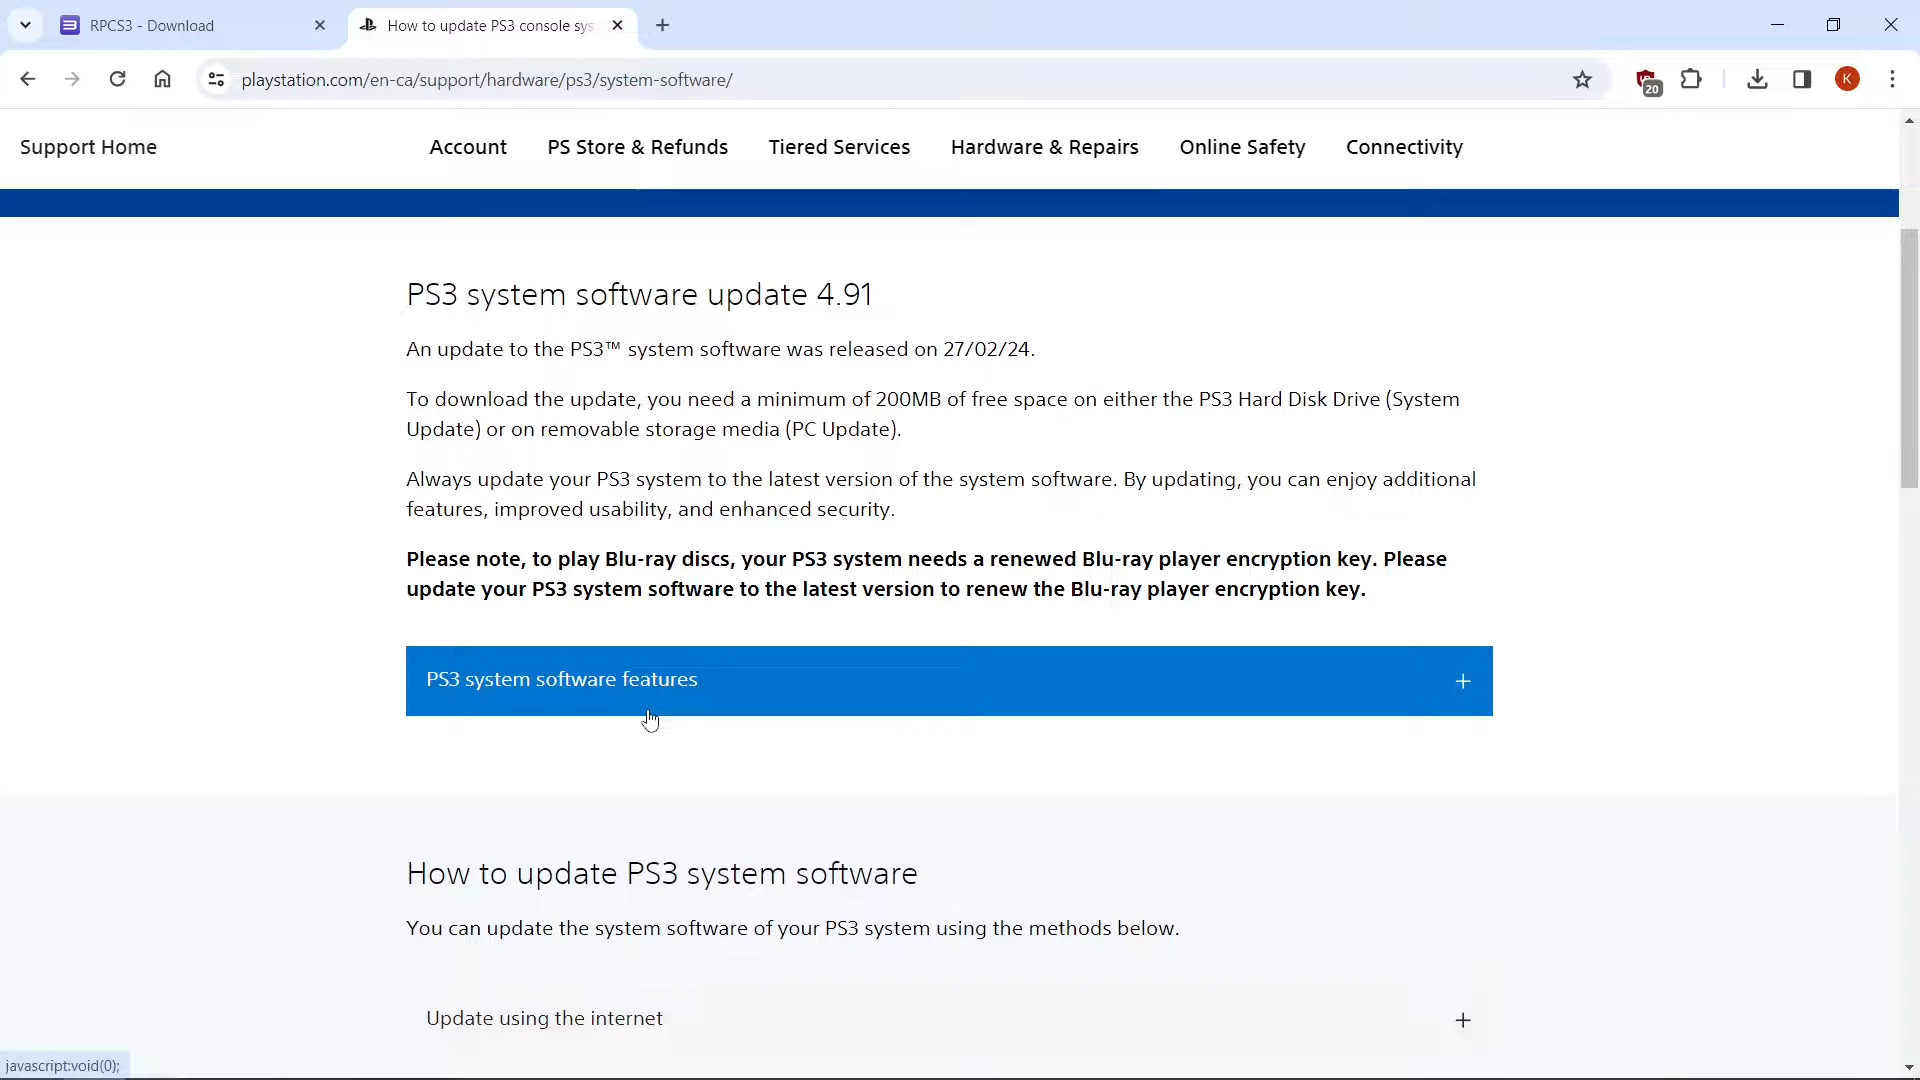 RPCS3 - Download
How to update PS3 console sys
playstation.com/en-ca/support/hardware/ps3/system-software/
20
K
Support Home
Account
PS Store & Refunds
Tiered Services
Hardware & Repairs
Online Safety
Connectivity
PS3 system software update 4.91
An update to the PS3™ system software was released on 27/02/24.
To download the update, you need a minimum of 200MB of free space on either the PS3 Hard Disk Drive (System
Update) or on removable storage media (PC Update).
Always update your PS3 system to the latest version of the system software. By updating, you can enjoy additional
features, improved usability, and enhanced security.
Please note, to play Blu-ray discs, your PS3 system needs a renewed Blu-ray player encryption key. Please
update your PS3 system software to the latest version to renew the Blu-ray player encryption key.
PS3 system software features
+
How to update PS3 system software
You can update the system software of your PS3 system using the methods below.
Update using the internet
+
javascript:void(0);